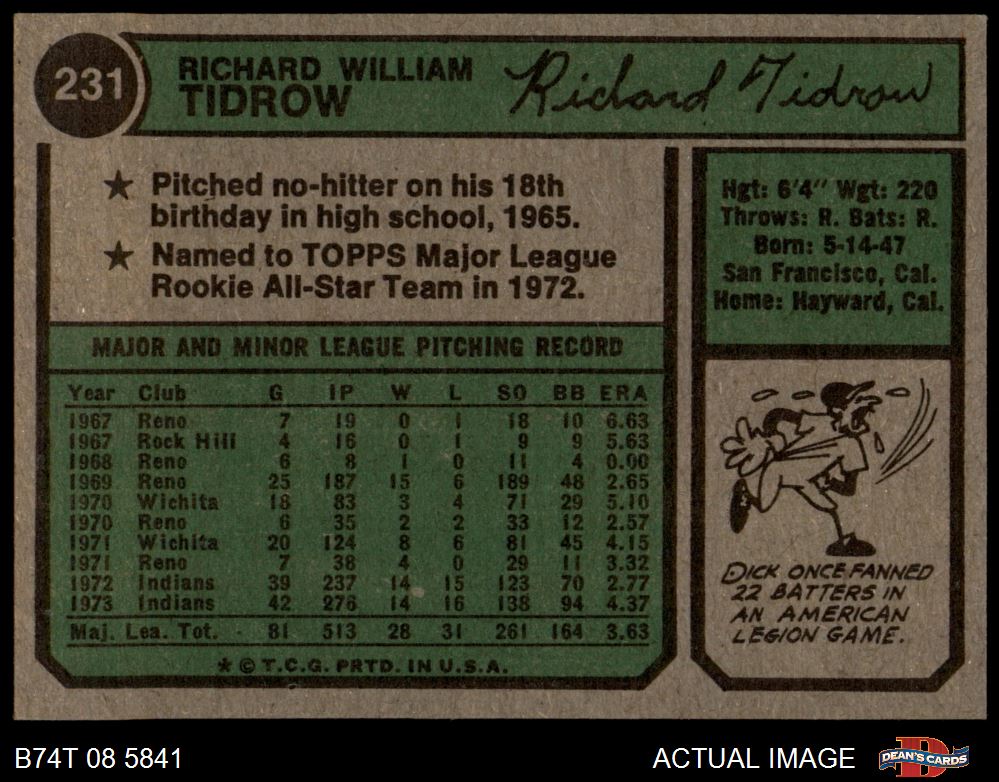 231
RICHARD WILLIAM
TIDROW
Richard Tidrow
★ Pitched no-hitter on his 18th
birthday in high school, 1965.
★ Named to TOPPS Major League
Rookie All-Star Team in 1972.
Hgt: 6'4" Wgt: 220
Throws: R. Bats: R.
Born: 5-14-47
San Francisco, Cal.
Home: Hayward, Cal.
MAJOR AND MINOR LEAGUE PITCHING RECORD
Year Club G IP W L SO BB ERA
1967 Reno 7 19 0 1 18 10 6.63
1967 Rock Hill 4 16 0 1 9 9 5.63
1968 Reno 6 8 1 0 11 4 0.00
1969 Reno 25 187 15 6 189 48 2.65
1970 Wichita 18 83 3 4 71 29 5.10
1970 Reno 6 35 2 2 33 12 2.57
1971 Wichita 20 124 8 6 81 45 4.15
1971 Reno 7 38 4 0 29 11 3.32
1972 Indians 39 237 14 15 123 70 2.77
1973 Indians 42 276 14 16 138 94 4.37
Maj. Lea. Tot. - 81 513 28 31 261 164 3.63
★ © T.C.G. PRTD. IN U.S.A.
DICK ONCE FANNED
22 BATTERS IN
AN AMERICAN
LEGION GAME.
B74T 08 5841
ACTUAL IMAGE
DEAN'S CARDS